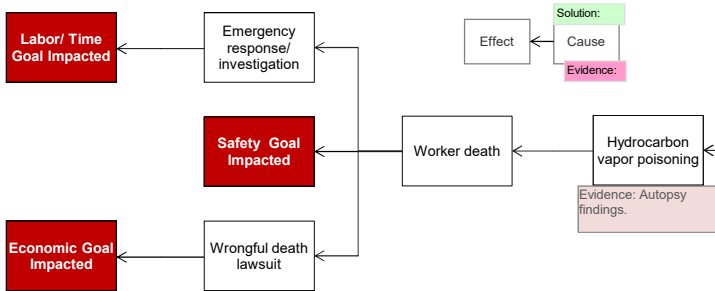 Labor/ Time
Goal Impacted
Emergency
response/
investigation
Effect
Solution:
Cause
Evidence:
Safety Goal
Impacted
Worker death
Hydrocarbon
vapor poisoning
Evidence: Autopsy
findings.
Economic Goal
Impacted
Wrongful death
lawsuit